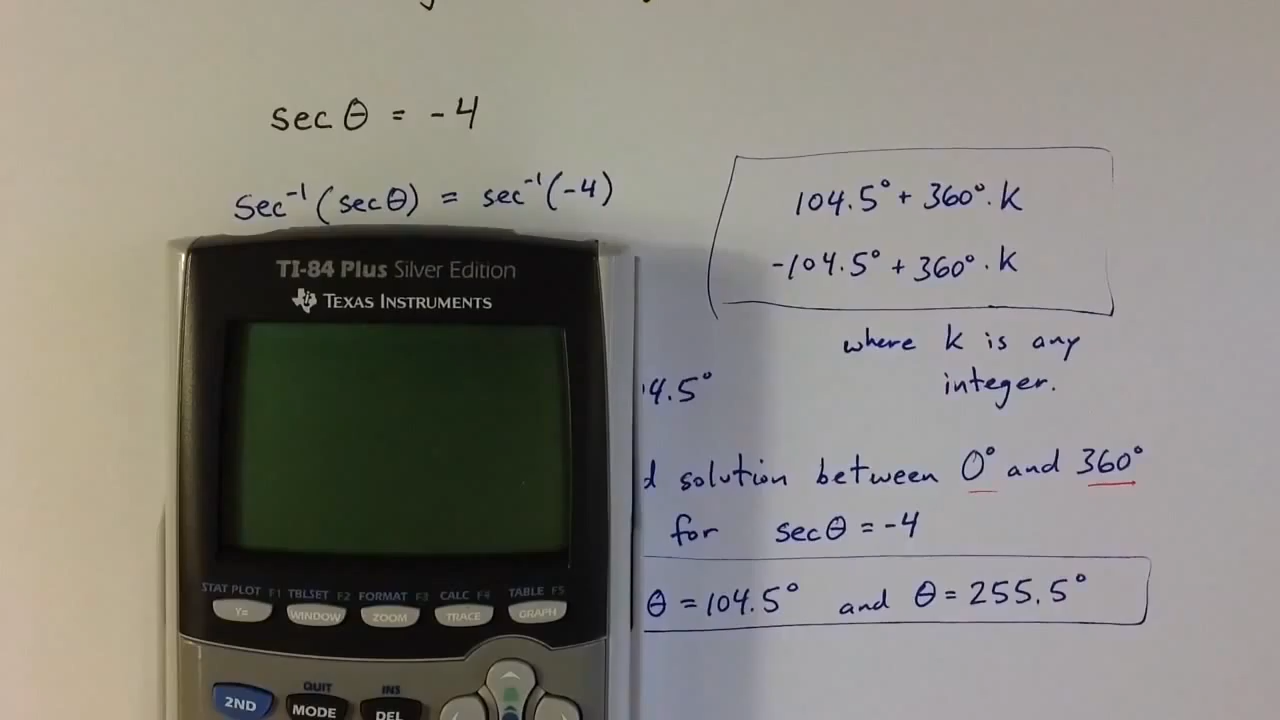 sec θ = -4
sec⁻¹(sec θ) = sec⁻¹(-4)
104.5° + 360°·k
-104.5° + 360°·k
where k is any
integer.
4.5°
solution between 0° and 360°
for sec θ = -4
θ = 104.5° and θ = 255.5°
TI-84 Plus Silver Edition
TEXAS INSTRUMENTS
STAT PLOT F1 TBLSET F2 FORMAT F3 CALC F4 TABLE F5
Y= WINDOW ZOOM TRACE GRAPH
QUIT INS
2ND MODE DEL